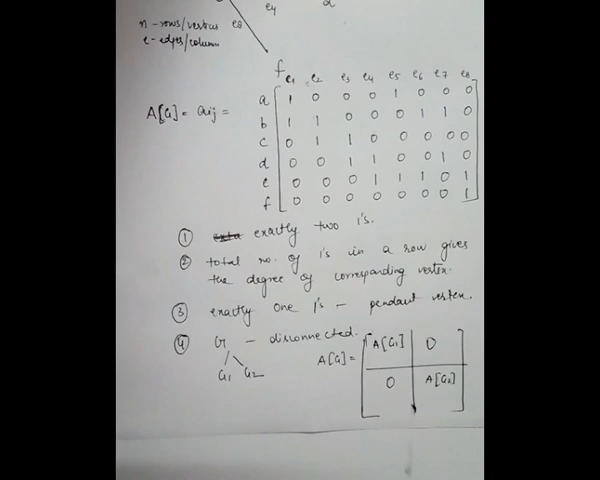 e4 d
n - rows/vertices e8
e - edges/column
f
e1 e2 e3 e4 e5 e6 e7 e8
a 1 0 0 0 1 0 0 0
A[G] = aij =
b 1 1 0 0 0 1 1 0
c 0 1 1 0 0 0 0 0
d 0 0 1 1 0 0 1 0
e 0 0 0 1 1 1 0 1
f 0 0 0 0 0 0 0 1
① exactly two 1's.
② total no. of 1's in a row gives
the degree of corresponding vertex.
③ exactly one 1's - pendant vertex.
④ G - disconnected.
G1 G2
A[G] =
A[G1] 0
0 A[G2]